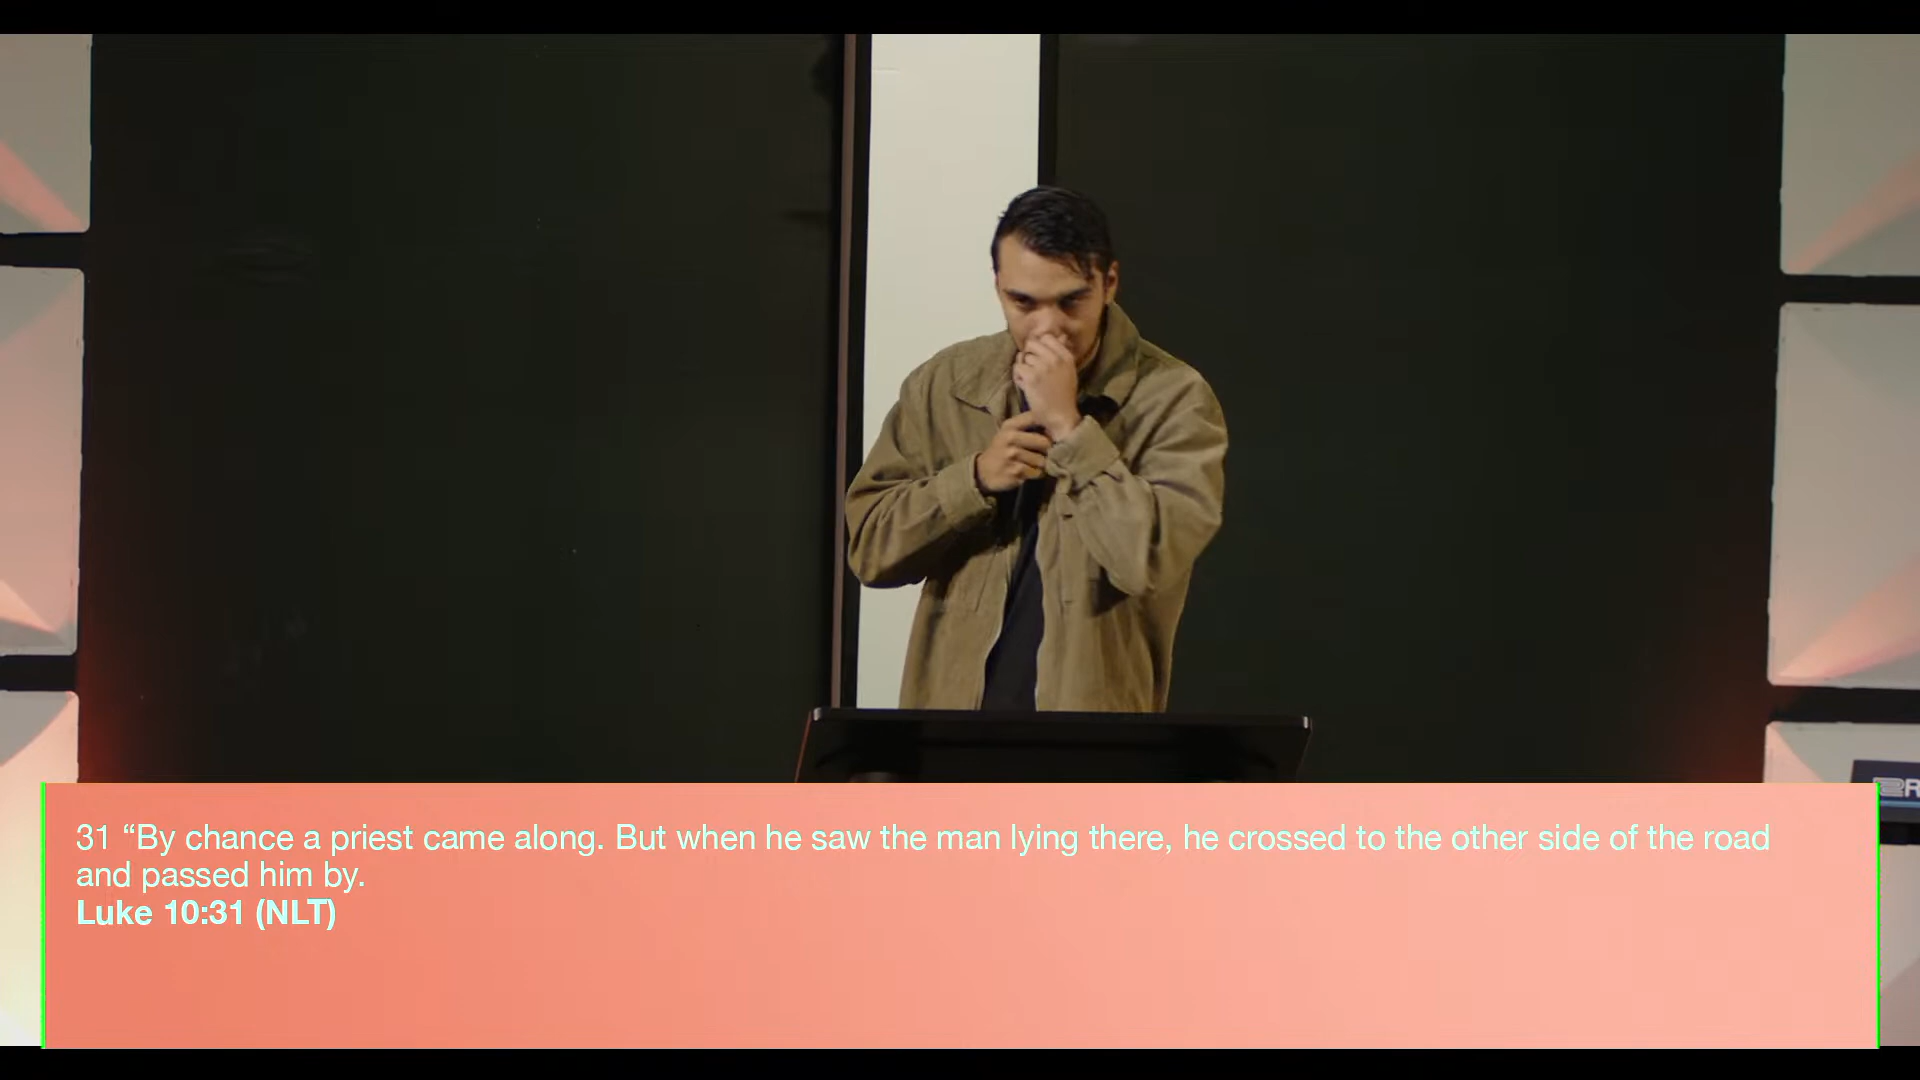 31 “By chance a priest came along. But when he saw the man lying there, he crossed to the other side of the road
and passed him by.
Luke 10:31 (NLT)